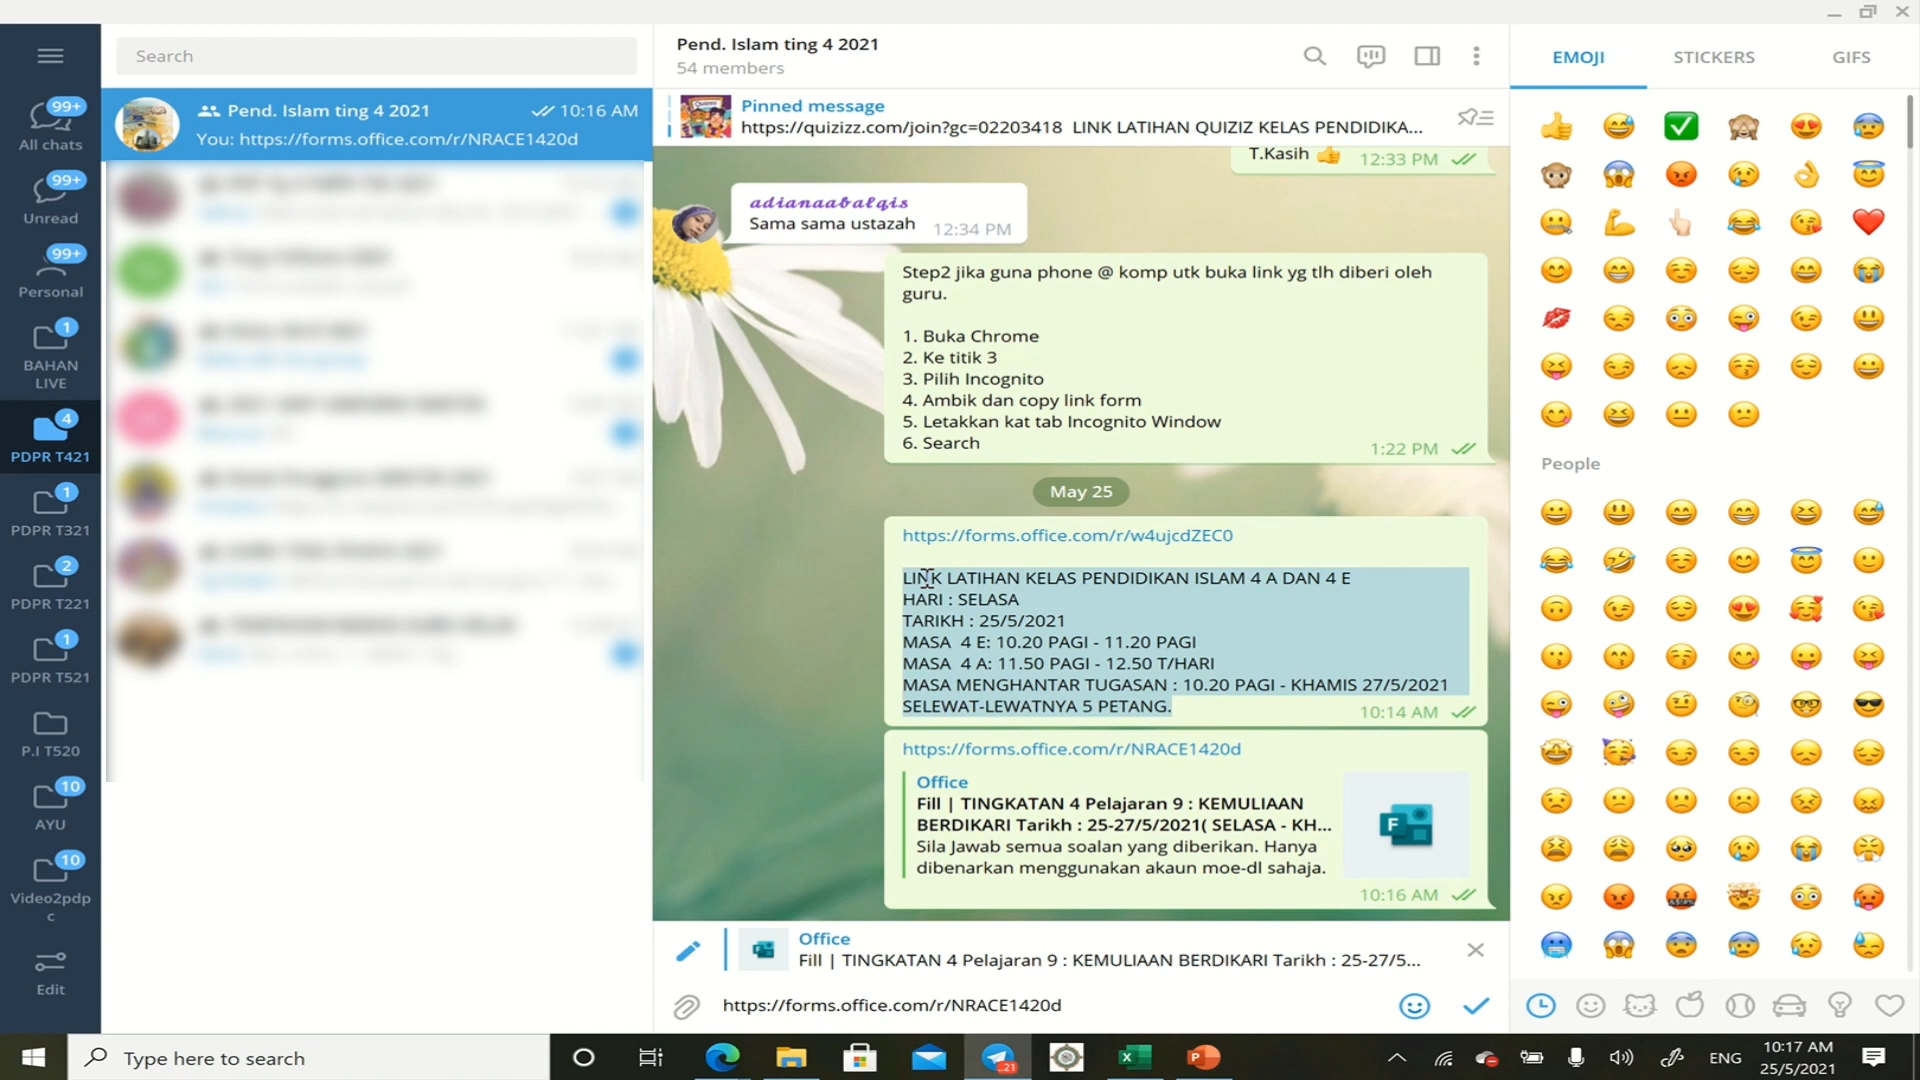 Search
Pend. Islam ting 4 2021
54 members
EMOJI
STICKERS
GIFS
99+
All chats
99+
Unread
99+
Personal
1
BAHAN
LIVE
4
PDPR T421
1
PDPR T321
2
PDPR T221
1
PDPR T521
P.I T520
10
AYU
10
Video2pdp
c
Edit
Pend. Islam ting 4 2021
10:16 AM
You: https://forms.office.com/r/NRACE1420d
Pinned message
https://quizizz.com/join?gc=02203418 LINK LATIHAN QUIZIZ KELAS PENDIDIKA...
T.Kasih 👍 12:33 PM
adianaabalqis
Sama sama ustazah 12:34 PM
Step2 jika guna phone @ komp utk buka link yg tlh diberi oleh
guru.
1. Buka Chrome
2. Ke titik 3
3. Pilih Incognito
4. Ambik dan copy link form
5. Letakkan kat tab Incognito Window
6. Search
1:22 PM
May 25
https://forms.office.com/r/w4ujcdZEC0
LINK LATIHAN KELAS PENDIDIKAN ISLAM 4 A DAN 4 E
HARI : SELASA
TARIKH : 25/5/2021
MASA 4 E: 10.20 PAGI - 11.20 PAGI
MASA 4 A: 11.50 PAGI - 12.50 T/HARI
MASA MENGHANTAR TUGASAN : 10.20 PAGI - KHAMIS 27/5/2021
SELEWAT-LEWATNYA 5 PETANG.
10:14 AM
https://forms.office.com/r/NRACE1420d
Office
Fill | TINGKATAN 4 Pelajaran 9 : KEMULIAAN
BERDIKARI Tarikh : 25-27/5/2021( SELASA - KH...
Sila Jawab semua soalan yang diberikan. Hanya
dibenarkan menggunakan akaun moe-dl sahaja.
10:16 AM
Office
Fill | TINGKATAN 4 Pelajaran 9 : KEMULIAAN BERDIKARI Tarikh : 25-27/5...
https://forms.office.com/r/NRACE1420d
People
Type here to search
..21
ENG
10:17 AM
25/5/2021